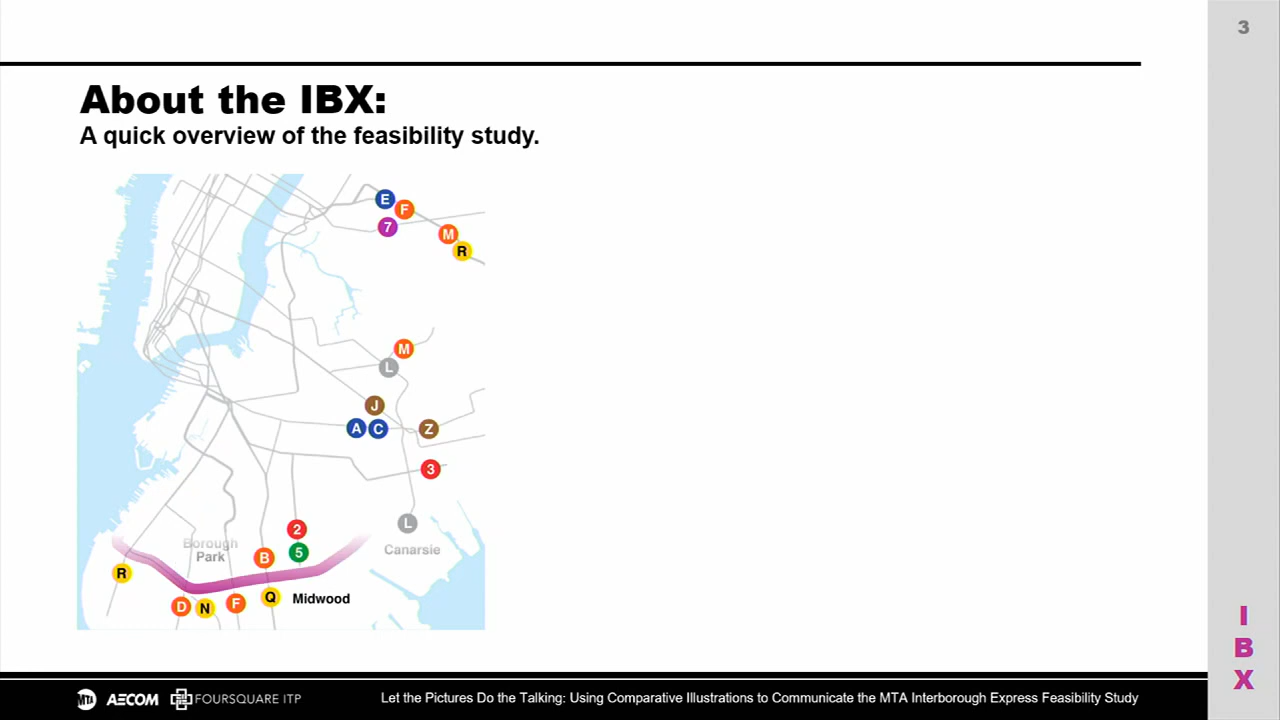 3
About the IBX:
A quick overview of the feasibility study.
E
F
7
M
R
M
L
J
A
C
Z
3
L
2
5
Borough
Park
Canarsie
B
R
D
N
F
Q
Midwood
I
B
X
MTA
AECOM
FOURSQUARE ITP
Let the Pictures Do the Talking: Using Comparative Illustrations to Communicate the MTA Interborough Express Feasibility Study